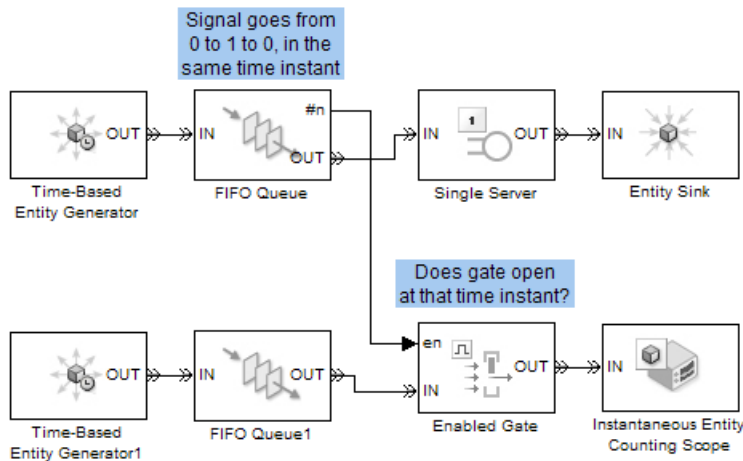 Signal goes from
0 to 1 to 0, in the
same time instant
#n
OUT
IN
OUT
IN
1
OUT
IN
Time-Based
Entity Generator
FIFO Queue
Single Server
Entity Sink
Does gate open
at that time instant?
en
OUT
IN
OUT
IN
OUT
IN
Time-Based
Entity Generator1
FIFO Queue1
Enabled Gate
Instantaneous Entity
Counting Scope